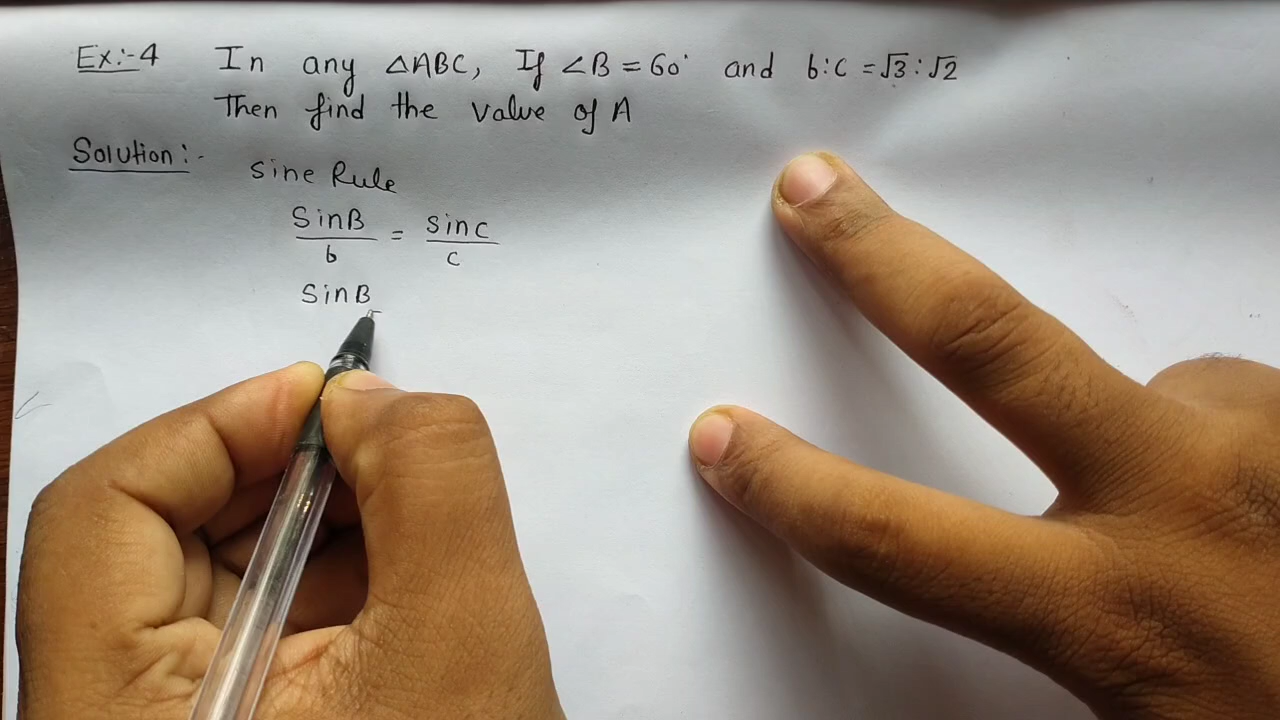 Ex:-4 In any △ABC, If ∠B = 60° and b:c = √3:√2
Then find the value of A
Solution:-
Sine Rule
SinB/b = Sinc/c
SinB